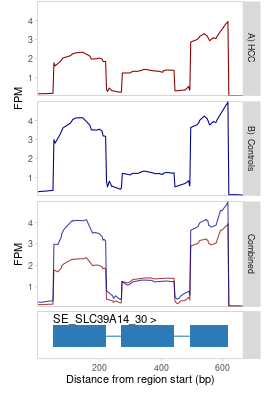 4
3
2
1
FPM
A) HCC
4
3
2
1
B) Controls
4
3
2
1
FPM
Combined
SE_SLC39A14_30 >
200 400 600
Distance from region start (bp)